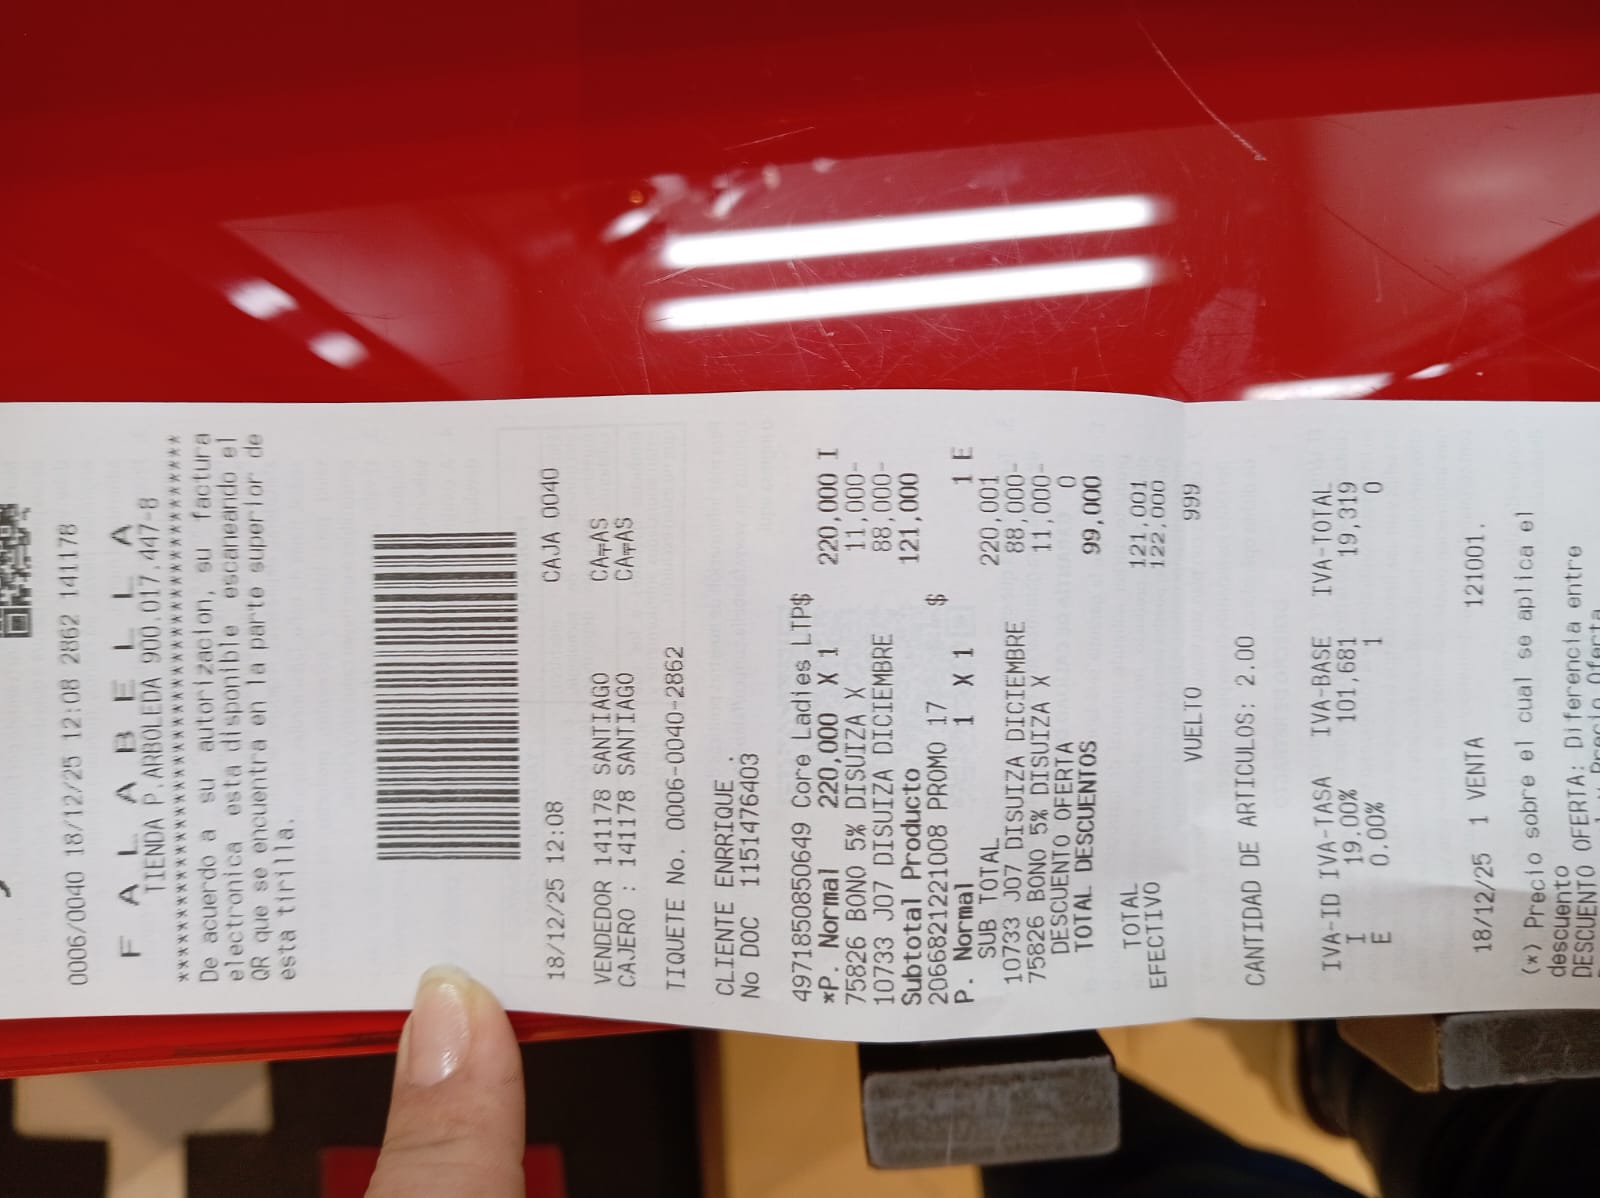 0006/0040 18/12/25 12:08 2862 141178
F A L A B E L L A
TIENDA P.ARBOLEDA 900.017.447-8
****************************************
De acuerdo a su autorizacion, su factura
electronica esta disponible escaneando el
QR que se encuentra en la parte superior de
esta tirilla.
18/12/25 12:08 CAJA 0040
VENDEDOR 141178 SANTIAGO
CAJERO : 141178 SANTIAGO
TIQUETE No. 0006-0040-2862
CLIENTE ENRRIQUE .
No DOC 1151476403
4971850850649 Core Ladies LTP$ 220,000 I
*P. Normal 220,000 X 1
75826 BONO 5% DISUIZA X 11,000-
10733 J07 DISUIZA DICIEMBRE 88,000-
Subtotal Producto 121,000
2066821221008 PROMO 17 $ 1 E
P. Normal 1 X 1
SUB TOTAL 220,001
10733 J07 DISUIZA DICIEMBRE 88,000-
75826 BONO 5% DISUIZA X 11,000-
DESCUENTO OFERTA 0
TOTAL DESCUENTOS 99,000
TOTAL 121,001
EFECTIVO 122,000
VUELTO 999
CANTIDAD DE ARTICULOS: 2.00
IVA-ID IVA-TASA IVA-BASE IVA-TOTAL
I 19.00% 101,681 19,319
E 0.00% 1 0
18/12/25 1 VENTA 121001.
(*) Precio sobre el cual se aplica el
descuento
DESCUENTO OFERTA: Diferencia entre
Precio Oferta